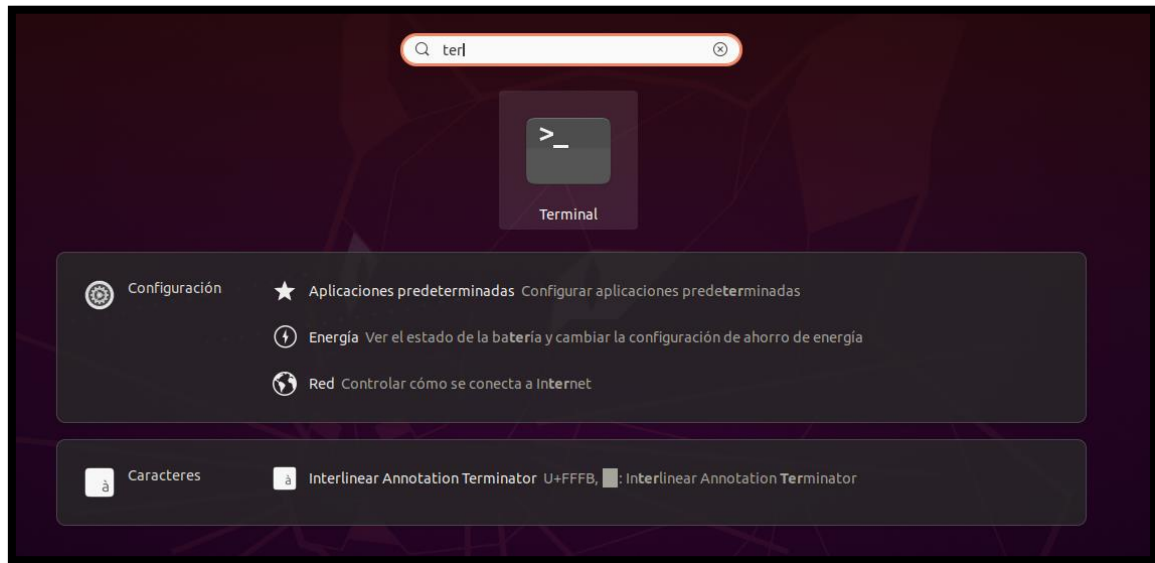 ter
>_
Terminal
Configuración
Aplicaciones predeterminadas Configurar aplicaciones predeterminadas
Energía Ver el estado de la batería y cambiar la configuración de ahorro de energía
Red Controlar cómo se conecta a Internet
Caracteres
à
à
Interlinear Annotation Terminator U+FFFB, : Interlinear Annotation Terminator